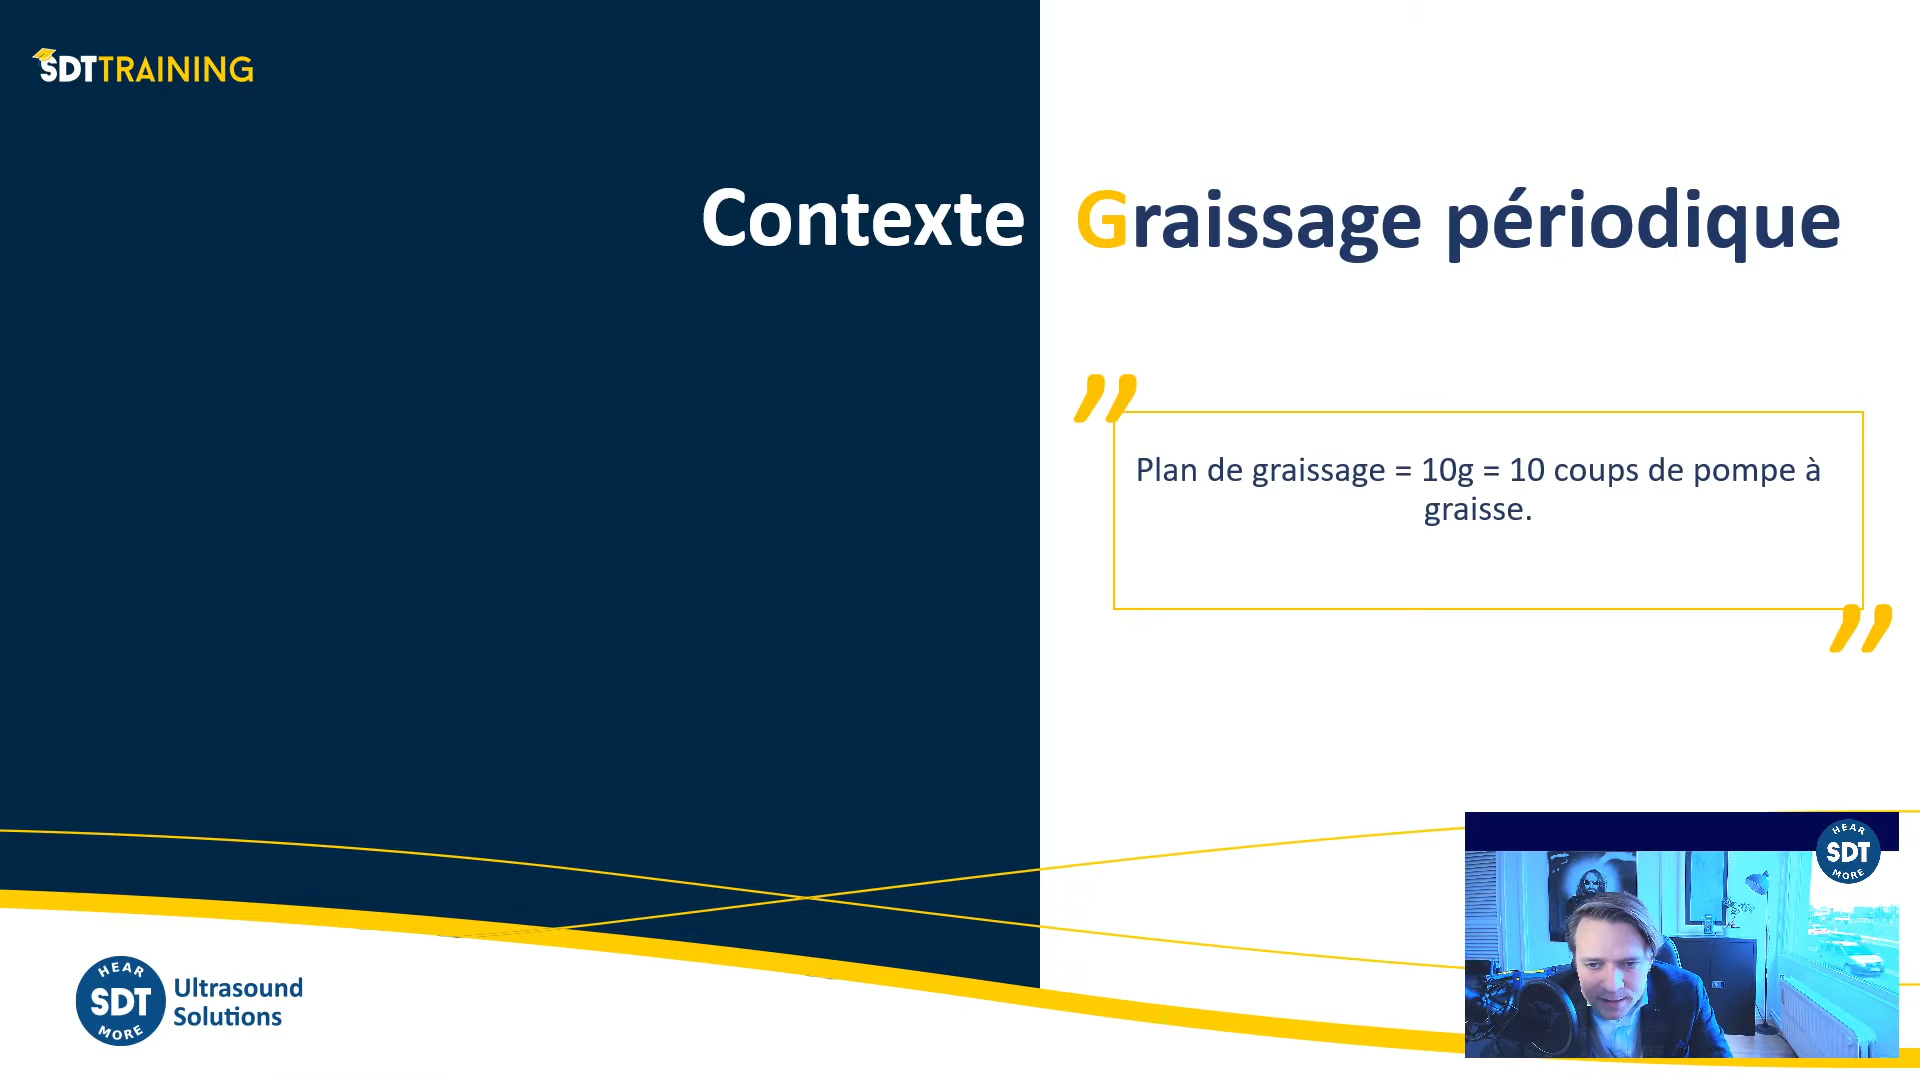 SDTTRAINING
Contexte Graissage périodique
Plan de graissage = 10g = 10 coups de pompe à
graisse.
HEAR
SDT
MORE
HEAR
SDT
MORE
Ultrasound
Solutions